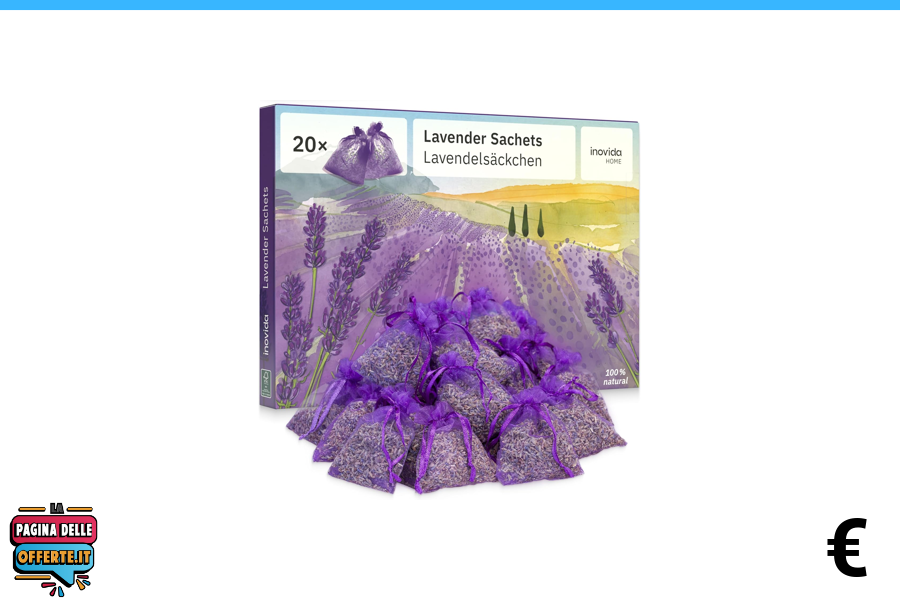 20×
Lavender Sachets
Lavendelsäckchen
inovida
HOME
inovida Lavender Sachets
100%
natural
LA
PAGINA DELLE
OFFERTE.IT
€